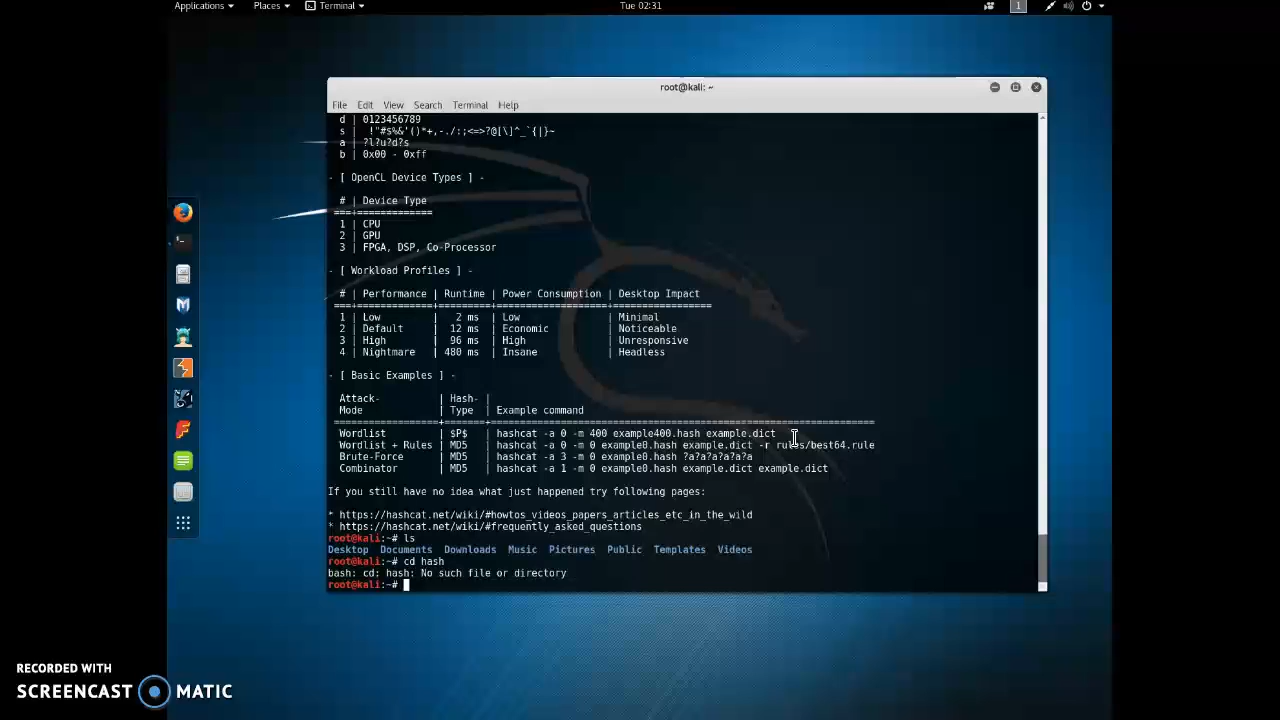 Applications Places Terminal Tue 02:31 1
root@kali: ~
File Edit View Search Terminal Help
d | 0123456789
s |  !"#$%&'()*+,-./:;<=>?@[\]^_`{|}~
a | ?l?u?d?s
b | 0x00 - 0xff
- [ OpenCL Device Types ] -
# | Device Type
===+=============
1 | CPU
2 | GPU
3 | FPGA, DSP, Co-Processor
- [ Workload Profiles ] -
# | Performance | Runtime | Power Consumption | Desktop Impact
===+=============+=========+===================+=================
1 | Low | 2 ms | Low | Minimal
2 | Default | 12 ms | Economic | Noticeable
3 | High | 96 ms | High | Unresponsive
4 | Nightmare | 480 ms | Insane | Headless
- [ Basic Examples ] -
Attack- | Hash- |
Mode | Type | Example command
==================+=======+==================================================================
Wordlist | $P$ | hashcat -a 0 -m 400 example400.hash example.dict
Wordlist + Rules | MD5 | hashcat -a 0 -m 0 example0.hash example.dict -r rules/best64.rule
Brute-Force | MD5 | hashcat -a 3 -m 0 example0.hash ?a?a?a?a?a?a
Combinator | MD5 | hashcat -a 1 -m 0 example0.hash example.dict example.dict
If you still have no idea what just happened try following pages:
* https://hashcat.net/wiki/#howtos_videos_papers_articles_etc_in_the_wild
* https://hashcat.net/wiki/#frequently_asked_questions
root@kali:~# ls
Desktop Documents Downloads Music Pictures Public Templates Videos
root@kali:~# cd hash
bash: cd: hash: No such file or directory
root@kali:~#
RECORDED WITH
SCREENCAST MATIC